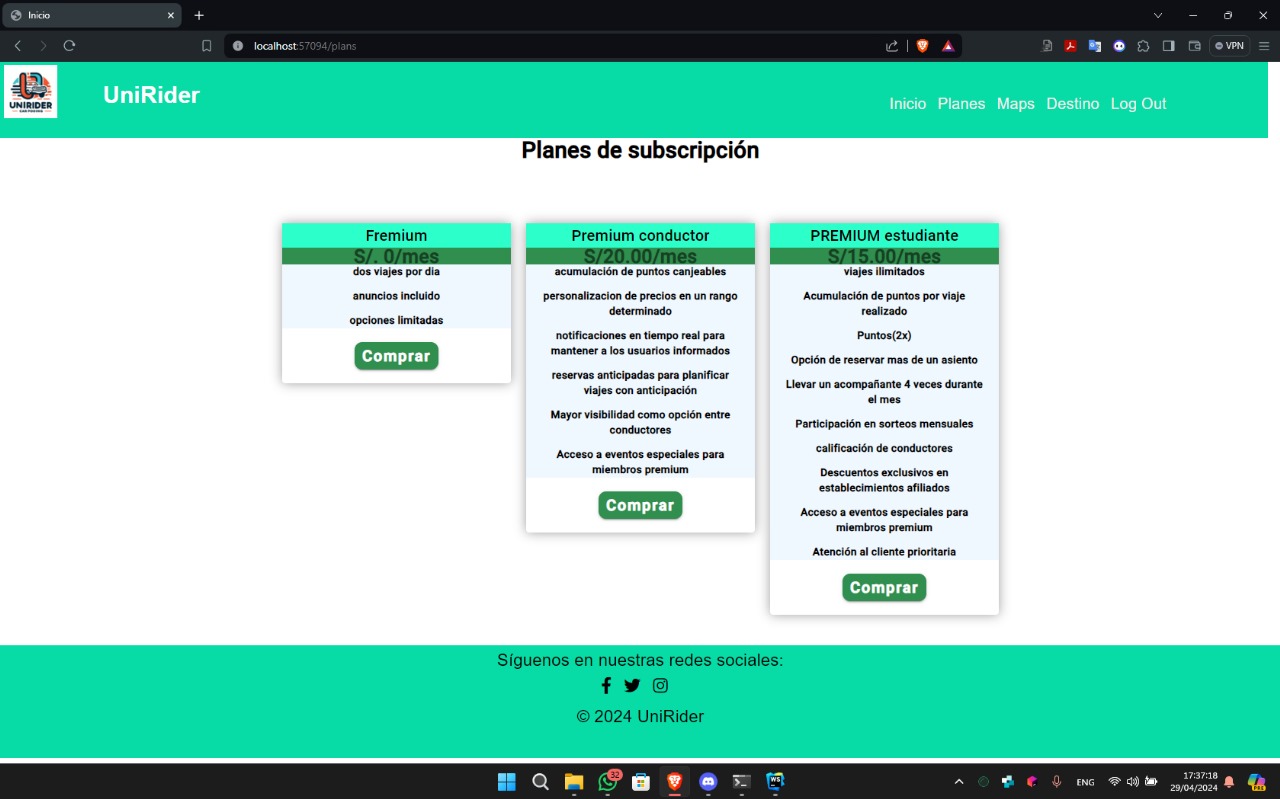 Inicio
localhost:57094/plans
VPN
UNIRIDER
UniRider
Inicio Planes Maps Destino Log Out
Planes de subscripción
Fremium
S/. 0/mes
dos viajes por dia
anuncios incluido
opciones limitadas
Comprar
Premium conductor
S/20.00/mes
acumulación de puntos canjeables
personalizacion de precios en un rango
determinado
notificaciones en tiempo real para
mantener a los usuarios informados
reservas anticipadas para planificar
viajes con anticipación
Mayor visibilidad como opción entre
conductores
Acceso a eventos especiales para
miembros premium
Comprar
PREMIUM estudiante
S/15.00/mes
viajes ilimitados
Acumulación de puntos por viaje
realizado
Puntos(2x)
Opción de reservar mas de un asiento
Llevar un acompañante 4 veces durante
el mes
Participación en sorteos mensuales
calificación de conductores
Descuentos exclusivos en
establecimientos afiliados
Acceso a eventos especiales para
miembros premium
Atención al cliente prioritaria
Comprar
Síguenos en nuestras redes sociales:
© 2024 UniRider
32
WS
ENG
17:37:18
29/04/2024
PRE